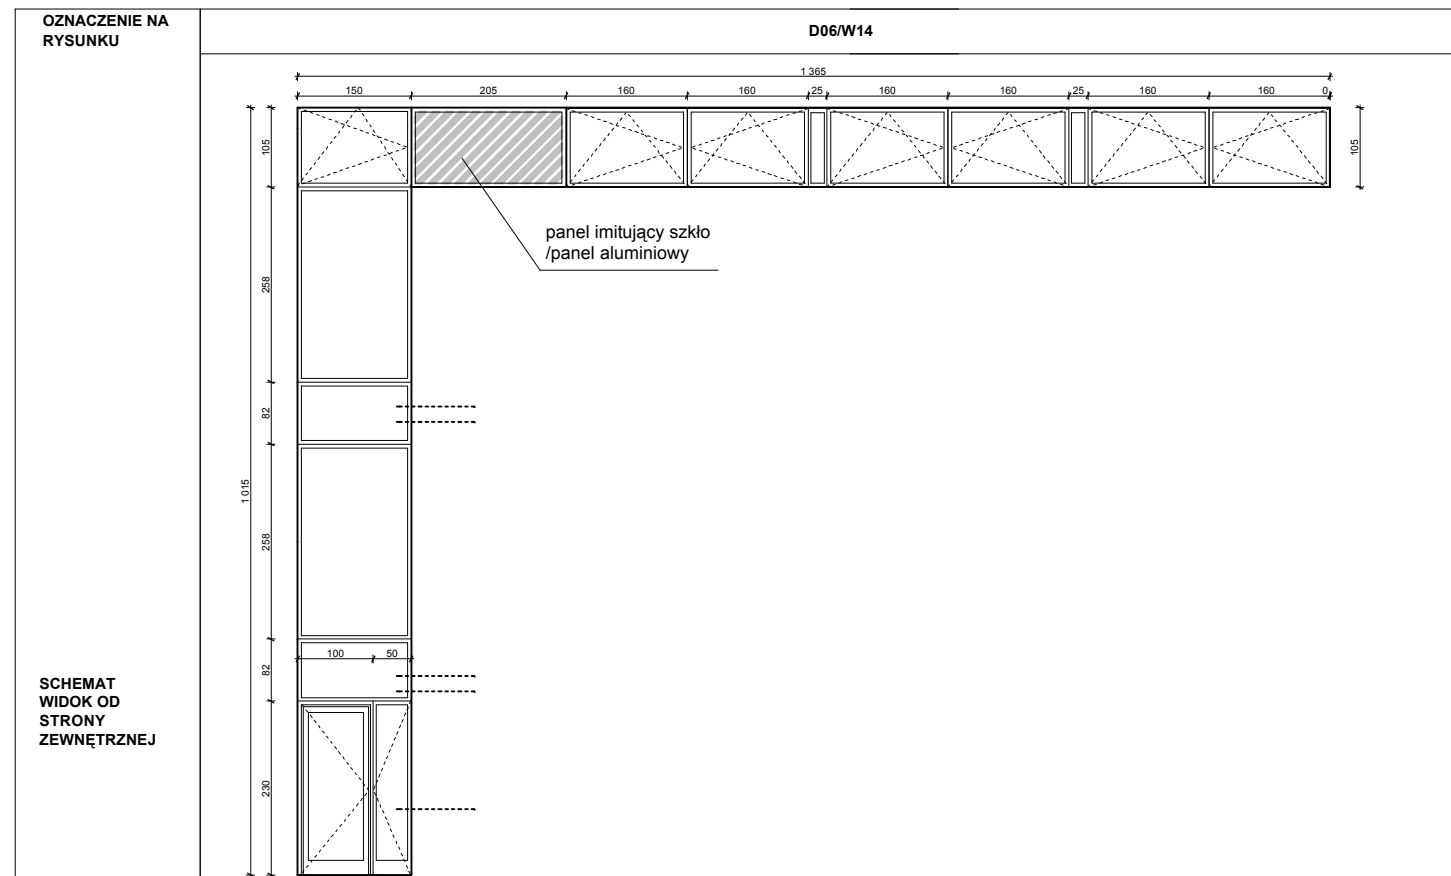 OZNACZENIE NA
RYSUNKU
D06/W14
1 365
150 205 160 160 25 160 160 25 160 160 0
105
105
258
82
1 015
258
82
230
panel imitujący szkło
/panel aluminiowy
100 50
SCHEMAT
WIDOK OD
STRONY
ZEWNĘTRZNEJ